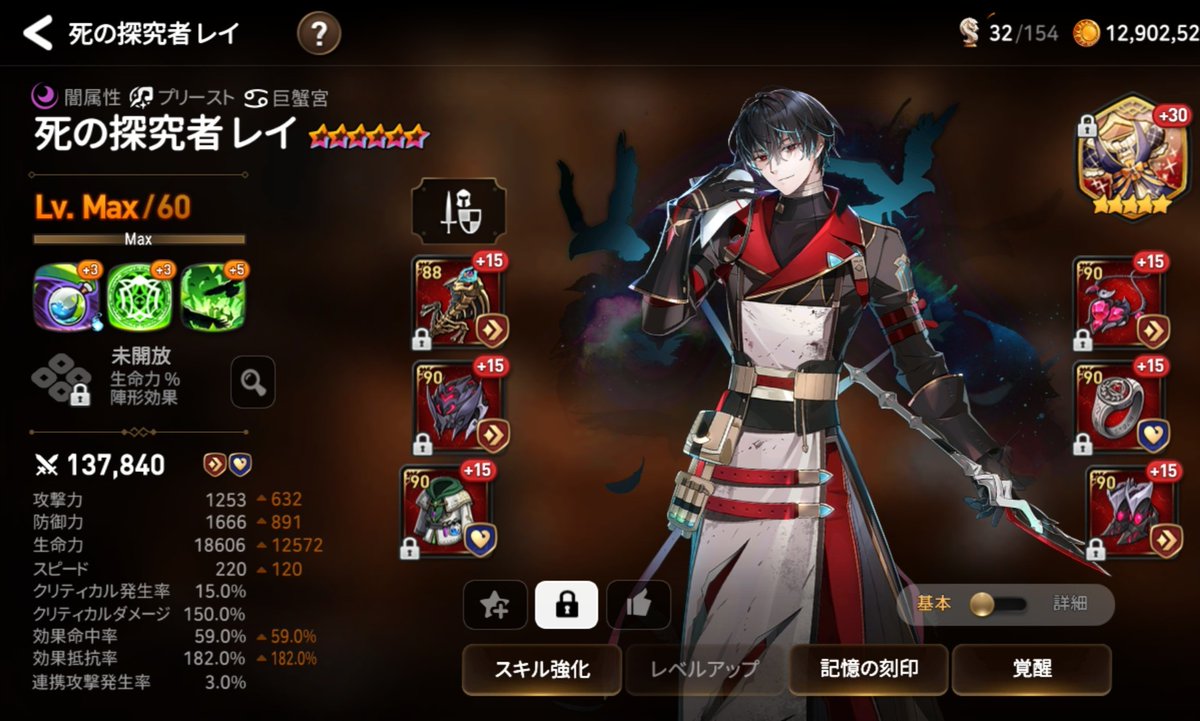 死の探究者レイ
?
32/154
12,902,52
闇属性 プリースト 巨蟹宮
死の探究者レイ
Lv. Max/60
Max
+3
+3
+5
未開放
生命力 %
陣形効果
137,840
攻撃力 1253 632
防御力 1666 891
生命力 18606 12572
スピード 220 120
クリティカル発生率 15.0%
クリティカルダメージ 150.0%
効果命中率 59.0% 59.0%
効果抵抗率 182.0% 182.0%
連携攻撃発生率 3.0%
88 +15
90 +15
90 +15
+30
90 +15
90 +15
90 +15
基本 詳細
スキル強化
レベルアップ
記憶の刻印
覚醒